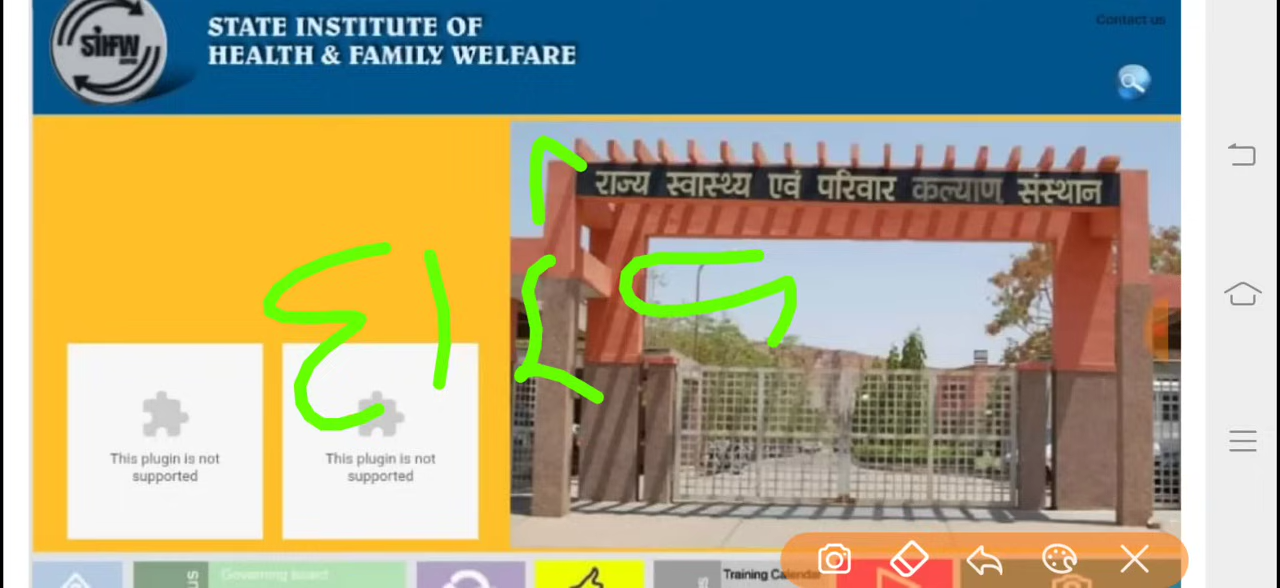 SiHFW
STATE INSTITUTE OF
HEALTH & FAMILY WELFARE
Contact us
राज्य स्वास्थ्य एवं परिवार कल्याण संस्थान
This plugin is not
supported
This plugin is not
supported
us
Governing Board
Training Calendar